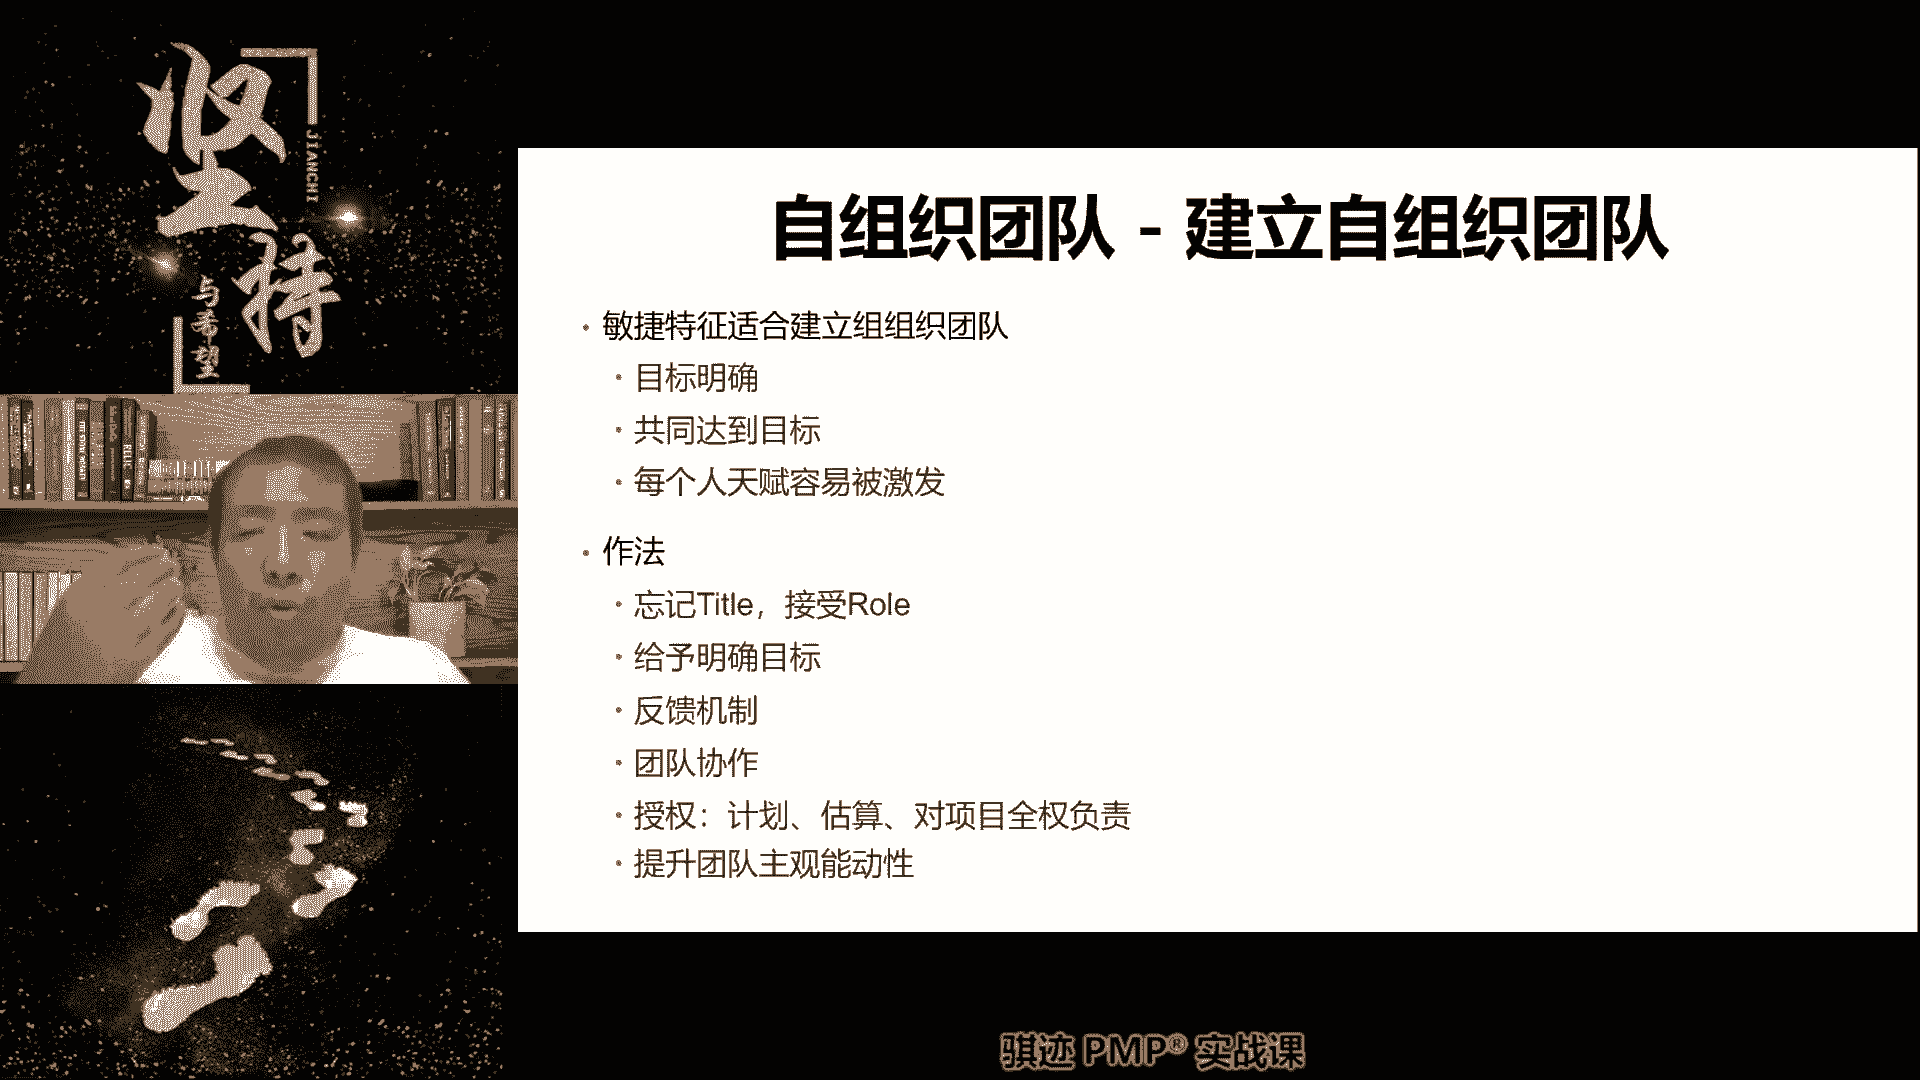 坚持
JIANCHI
与希望
自组织团队 - 建立自组织团队
· 敏捷特征适合建立组组织团队
· 目标明确
· 共同达到目标
· 每个人天赋容易被激发
· 作法
· 忘记Title，接受Role
· 给予明确目标
· 反馈机制
· 团队协作
· 授权：计划、估算、对项目全权负责
· 提升团队主观能动性
骐迹 PMP® 实战课